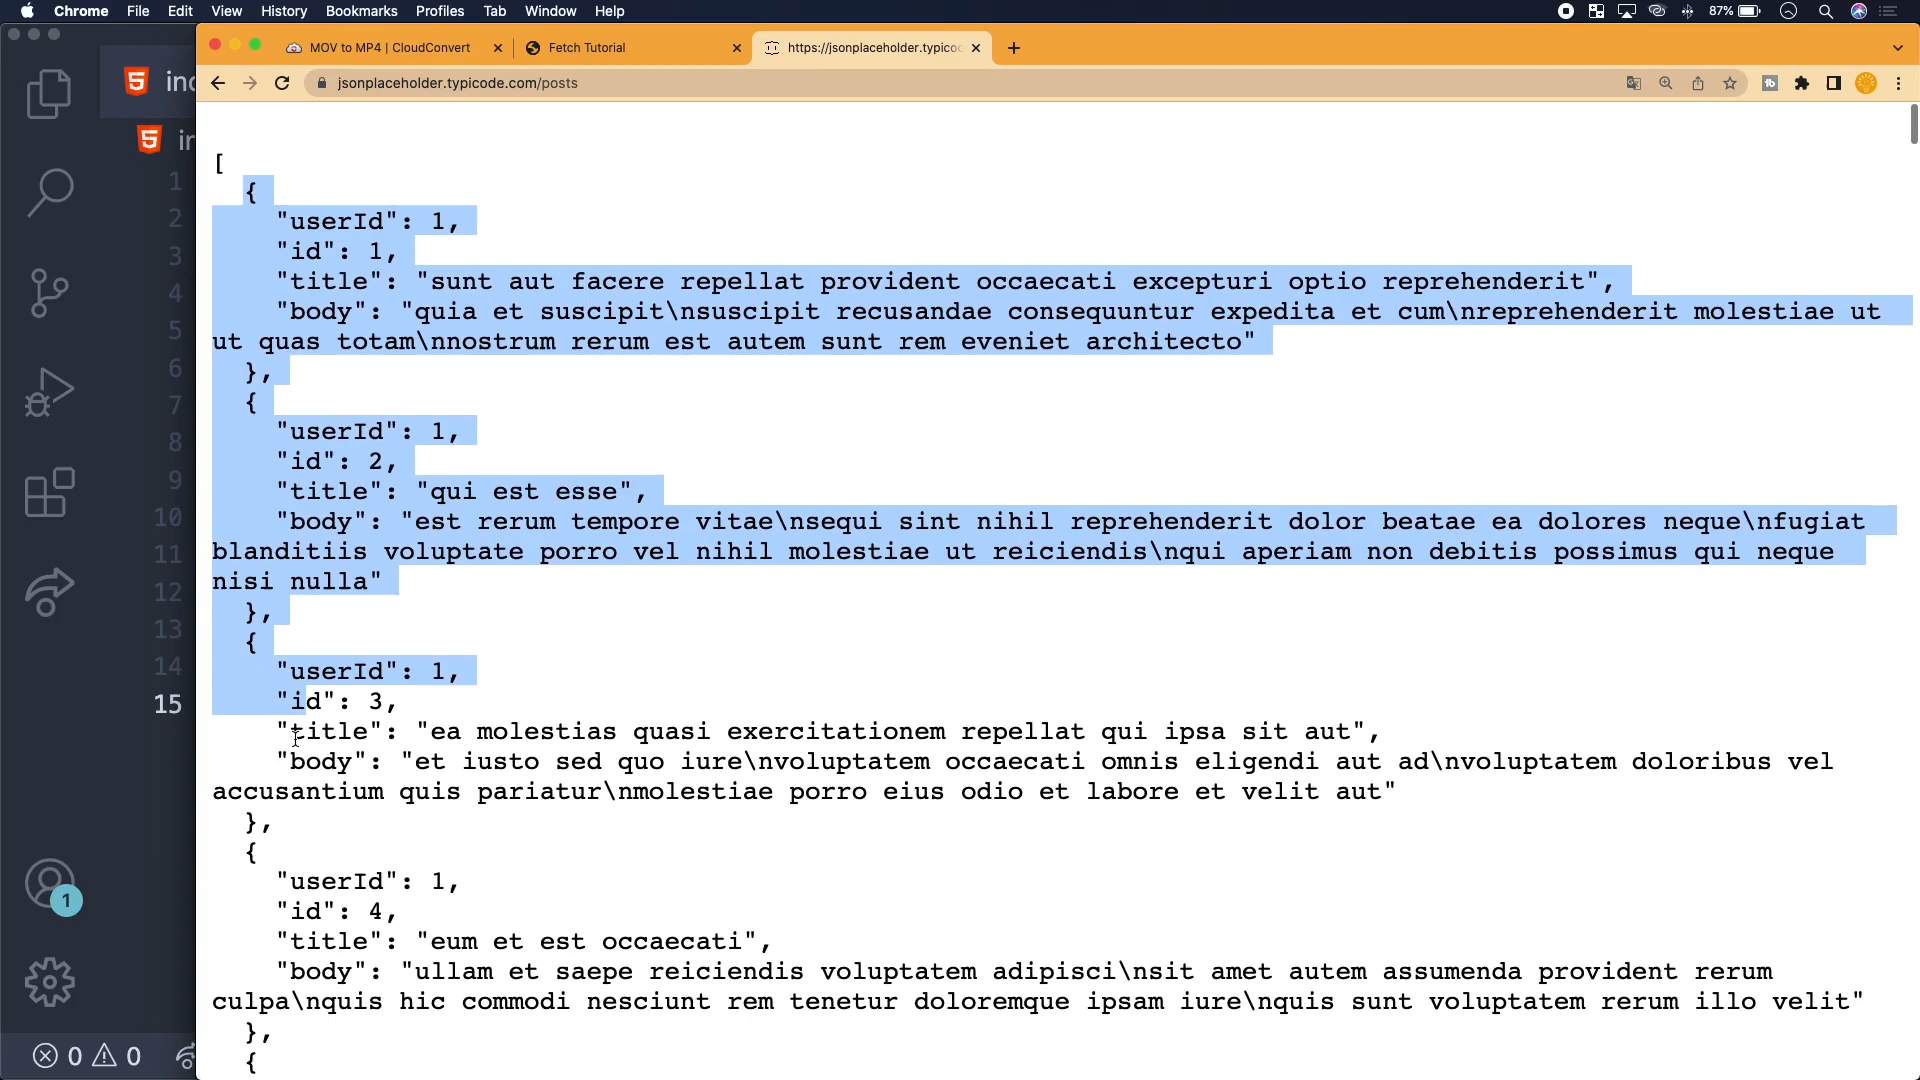 Chrome File Edit View History Bookmarks Profiles Tab Window Help 87%
MOV to MP4 | CloudConvert Fetch Tutorial https://jsonplaceholder.typico
jsonplaceholder.typicode.com/posts
[
{
"userId": 1,
"id": 1,
"title": "sunt aut facere repellat provident occaecati excepturi optio reprehenderit",
"body": "quia et suscipit\nsuscipit recusandae consequuntur expedita et cum\nreprehenderit molestiae ut
ut quas totam\nnostrum rerum est autem sunt rem eveniet architecto"
},
{
"userId": 1,
"id": 2,
"title": "qui est esse",
"body": "est rerum tempore vitae\nsequi sint nihil reprehenderit dolor beatae ea dolores neque\nfugiat
blanditiis voluptate porro vel nihil molestiae ut reiciendis\nqui aperiam non debitis possimus qui neque
nisi nulla"
},
{
"userId": 1,
"id": 3,
"title": "ea molestias quasi exercitationem repellat qui ipsa sit aut",
"body": "et iusto sed quo iure\nvoluptatem occaecati omnis eligendi aut ad\nvoluptatem doloribus vel
accusantium quis pariatur\nmolestiae porro eius odio et labore et velit aut"
},
{
"userId": 1,
"id": 4,
"title": "eum et est occaecati",
"body": "ullam et saepe reiciendis voluptatem adipisci\nsit amet autem assumenda provident rerum
culpa\nquis hic commodi nesciunt rem tenetur doloremque ipsam iure\nquis sunt voluptatem rerum illo velit"
},
{
1
2
3
4
5
6
7
8
9
10
11
12
13
14
15
1
0 0